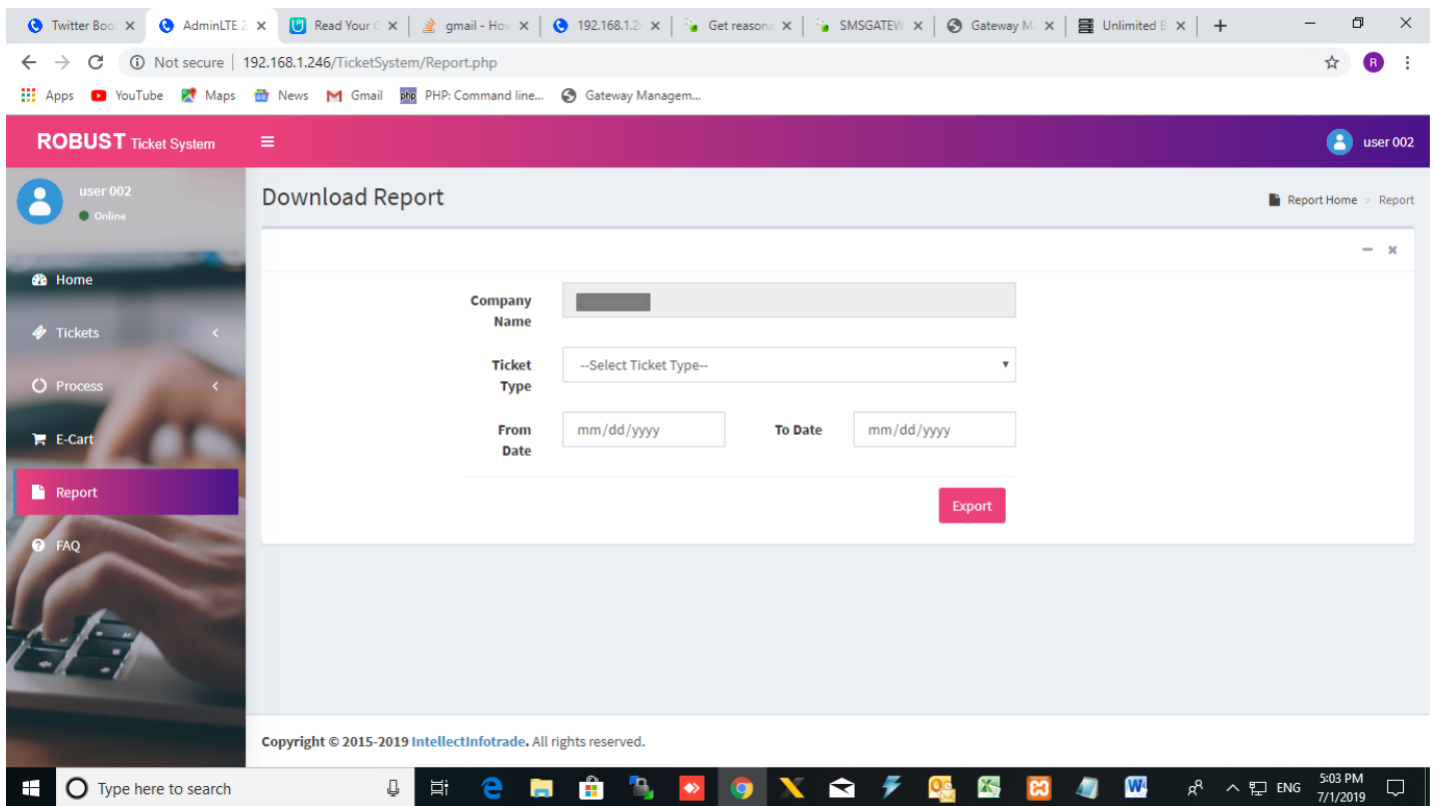 Twitter Boo
AdminLTE 2
Read Your C
gmail - How
192.168.1.2
Get reasona
SMSGATEW
Gateway M
Unlimited B
Not secure | 192.168.1.246/TicketSystem/Report.php
R
Apps YouTube Maps News Gmail php PHP: Command line... Gateway Managem...
ROBUST Ticket System
user 002
user 002
Online
Download Report
Report Home > Report
Home
Tickets
Process
E-Cart
Report
FAQ
Company
Name
Ticket
Type
--Select Ticket Type--
From
Date
mm/dd/yyyy
To Date
mm/dd/yyyy
Export
Copyright © 2015-2019 IntellectInfotrade. All rights reserved.
Type here to search
ENG
5:03 PM
7/1/2019